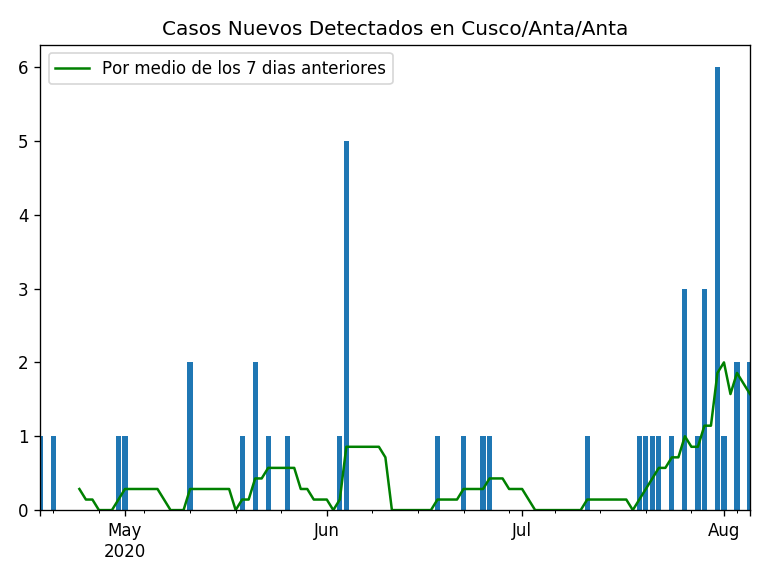 Casos Nuevos Detectados en Cusco/Anta/Anta
Por medio de los 7 dias anteriores
6
5
4
3
2
1
0
May Jun Jul Aug
2020